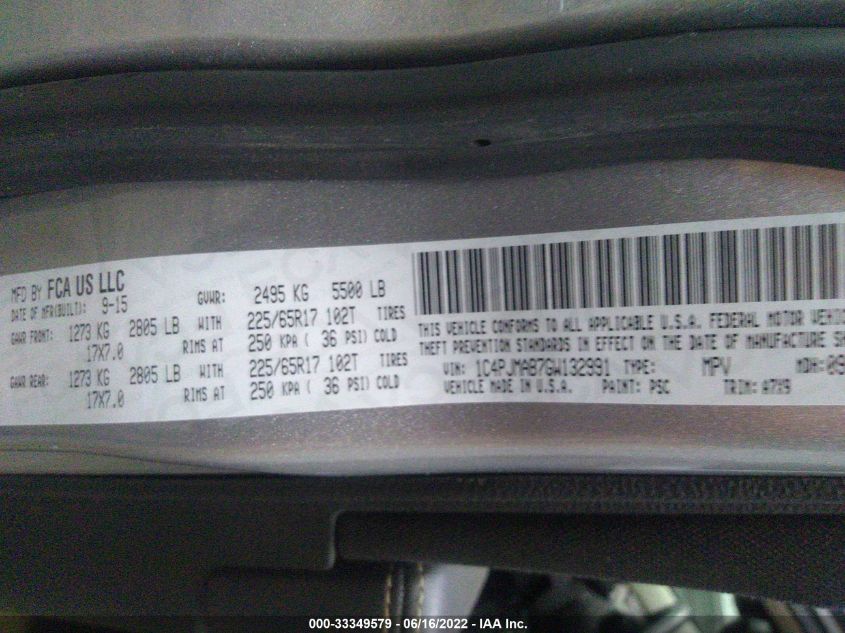 MFD BY FCA US LLC
DATE OF MFR(BUILT): 9-15
GVWR: 2495 KG 5500 LB
GAWR FRONT: 1273 KG 2805 LB WITH 225/65R17 102T TIRES
17X7.0 RIMS AT 250 KPA ( 36 PSI) COLD
GAWR REAR: 1273 KG 2805 LB WITH 225/65R17 102T TIRES
17X7.0 RIMS AT 250 KPA ( 36 PSI) COLD
THIS VEHICLE CONFORMS TO ALL APPLICABLE U.S.A. FEDERAL MOTOR
THEFT PREVENTION STANDARDS IN EFFECT ON THE DATE OF MANUFACTURE
VIN: 1C4PJMAB7GW132991 TYPE: MPV MDH:
VEHICLE MADE IN U.S.A. PAINT: PSC TRIM: A7X9
000-33349579 - 06/16/2022 - IAA Inc.